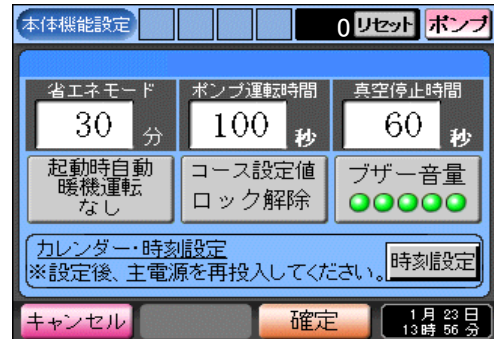 本体機能設定
0 リセット ポンプ
省エネモード ポンプ運転時間 真空停止時間
30 分 100 秒 60 秒
起動時自動
暖機運転
なし
コース設定値
ロック解除
ブザー音量
カレンダー・時刻設定
※設定後、主電源を再投入してください。
時刻設定
キャンセル 確定
1月 23日
13時 56分